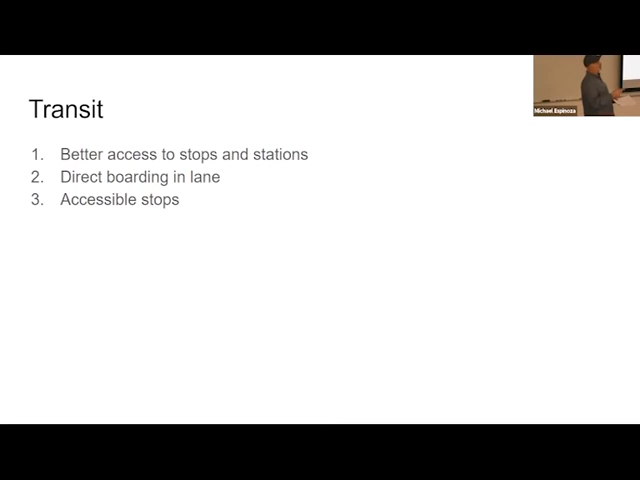 Transit
1. Better access to stops and stations
2. Direct boarding in lane
3. Accessible stops
Michael Espinoza